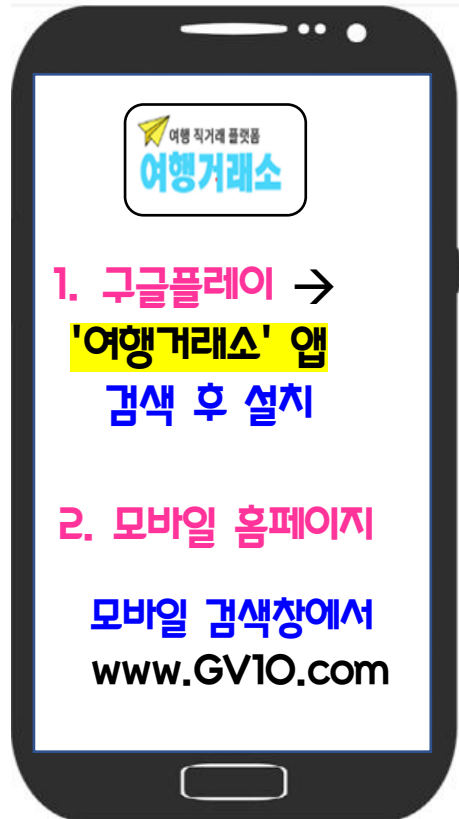 여행 직거래 플랫폼
여행거래소
1. 구글플레이 →
'여행거래소' 앱
검색 후 설치
2. 모바일 홈페이지
모바일 검색창에서
www.GV10.com